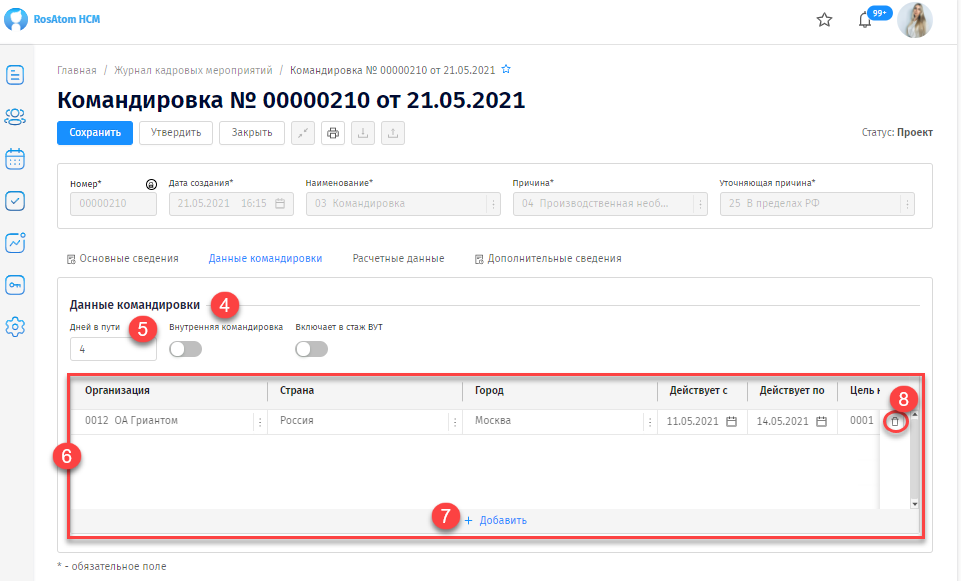 RosAtom HCM
99+
Главная / Журнал кадровых мероприятий / Командировка № 00000210 от 21.05.2021
Командировка № 00000210 от 21.05.2021
Сохранить Утвердить Закрыть Статус: Проект
Номер* Дата создания* Наименование* Причина* Уточняющая причина*
00000210 21.05.2021 16:15 03 Командировка 04 Производственная необ... 25 В пределах РФ
Основные сведения Данные командировки Расчетные данные Дополнительные сведения
Данные командировки 4
Дней в пути 5 Внутренняя командировка Включает в стаж ВУТ
4
Организация Страна Город Действует с Действует по Цель к 8
0012 ОА Гриантом Россия Москва 11.05.2021 14.05.2021 0001
6
7 + Добавить
* - обязательное поле